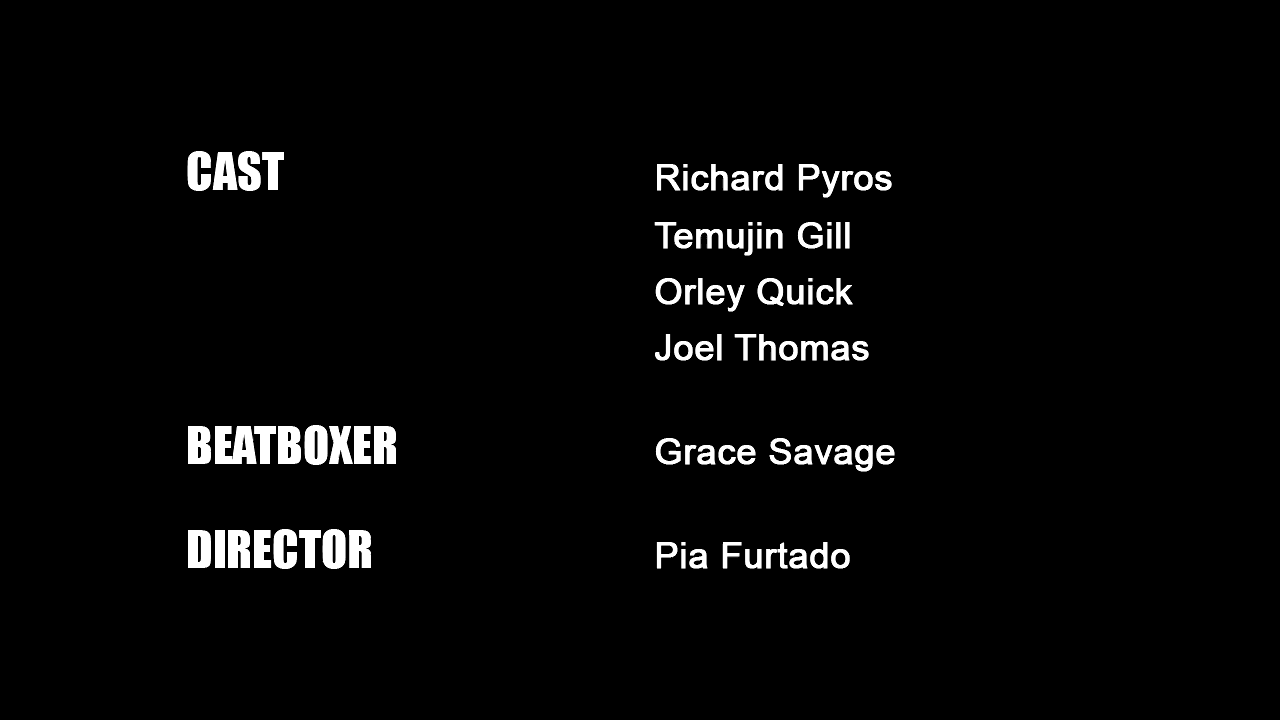 CAST Richard Pyros
Temujin Gill
Orley Quick
Joel Thomas
BEATBOXER Grace Savage
DIRECTOR Pia Furtado